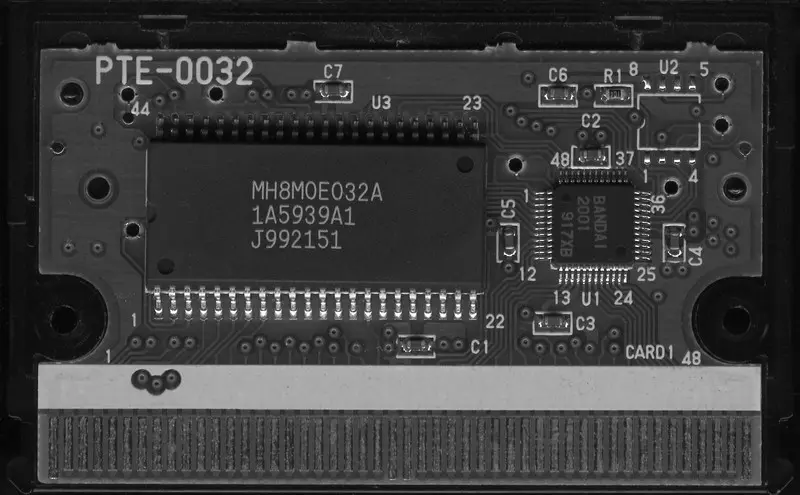 PTE-0032
C7
C6
R1
8
U2
5
44
U3
23
C2
48
37
1
4
MH8M0E032A
1A5939A1
J992151
1
BANDAI
2001
917XB
36
C5
C4
12
25
13
U1
24
1
22
C3
C1
CARD1
1
48